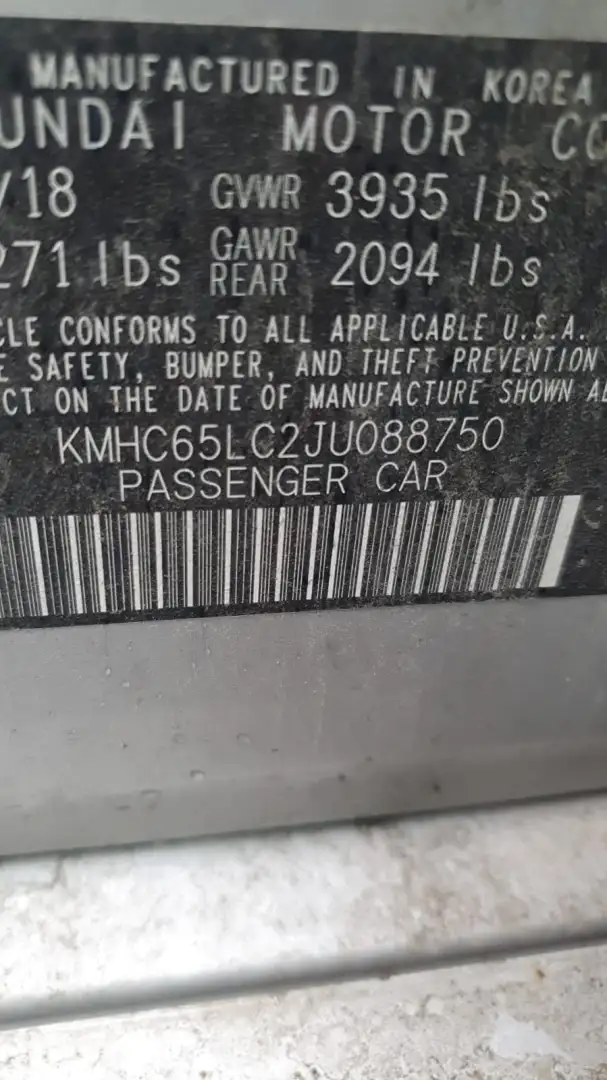 MANUFACTURED IN KOREA
UNDAI MOTOR CO
/18 GVWR 3935 lbs
271 lbs GAWR REAR 2094 lbs
CLE CONFORMS TO ALL APPLICABLE U.S.A.
E SAFETY, BUMPER, AND THEFT PREVENTION
CT ON THE DATE OF MANUFACTURE SHOWN AB
KMHC65LC2JU088750
PASSENGER CAR